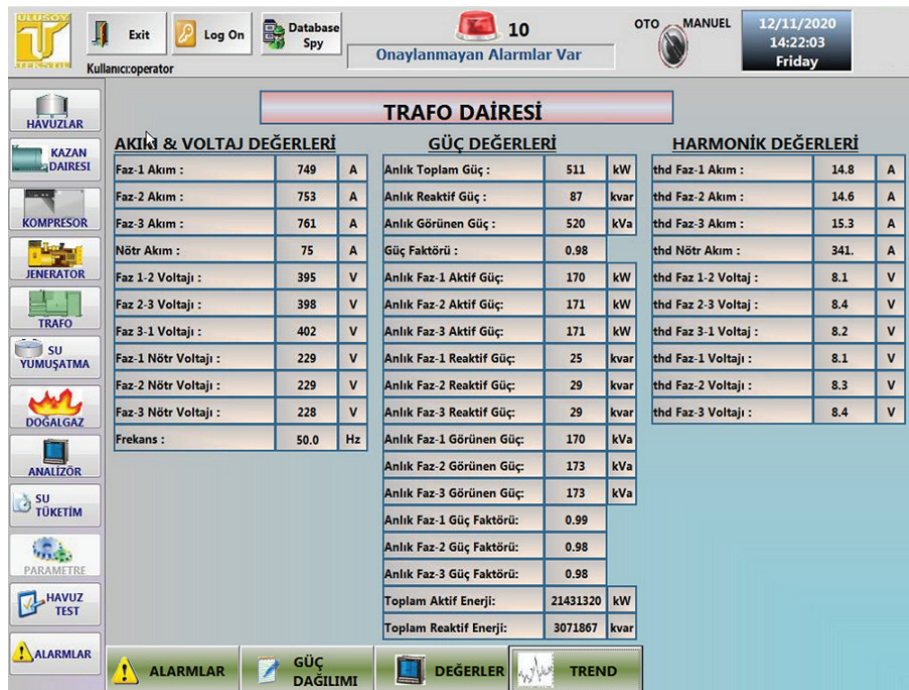 ULUSOY
TEKSTİL
Exit
Log On
Database
Spy
Kullanıcı:operator
10
Onaylanmayan Alarmlar Var
OTO
MANUEL
12/11/2020
14:22:03
Friday
HAVUZLAR
KAZAN
DAIRESI
KOMPRESOR
JENERATOR
TRAFO
SU
YUMUŞATMA
DOĞALGAZ
ANALİZÖR
SU
TÜKETİM
PARAMETRE
HAVUZ
TEST
ALARMLAR
TRAFO DAİRESİ
AKIM & VOLTAJ DEĞERLERİ
Faz-1 Akım : 749 A
Faz-2 Akım : 753 A
Faz-3 Akım : 761 A
Nötr Akım : 75 A
Faz 1-2 Voltajı : 395 V
Faz 2-3 Voltajı : 398 V
Faz 3-1 Voltajı : 402 V
Faz-1 Nötr Voltajı : 229 V
Faz-2 Nötr Voltajı : 229 V
Faz-3 Nötr Voltajı : 228 V
Frekans : 50.0 Hz
GÜÇ DEĞERLERİ
Anlık Toplam Güç : 511 kW
Anlık Reaktif Güç : 87 kvar
Anlık Görünen Güç : 520 kVa
Güç Faktörü : 0.98
Anlık Faz-1 Aktif Güç: 170 kW
Anlık Faz-2 Aktif Güç: 171 kW
Anlık Faz-3 Aktif Güç: 171 kW
Anlık Faz-1 Reaktif Güç: 25 kvar
Anlık Faz-2 Reaktif Güç: 29 kvar
Anlık Faz-3 Reaktif Güç: 29 kvar
Anlık Faz-1 Görünen Güç: 170 kVa
Anlık Faz-2 Görünen Güç: 173 kVa
Anlık Faz-3 Görünen Güç: 173 kVa
Anlık Faz-1 Güç Faktörü: 0.99
Anlık Faz-2 Güç Faktörü: 0.98
Anlık Faz-3 Güç Faktörü: 0.98
Toplam Aktif Enerji: 21431320 kW
Toplam Reaktif Enerji: 3071867 kvar
HARMONİK DEĞERLERİ
thd Faz-1 Akım : 14.8 A
thd Faz-2 Akım : 14.6 A
thd Faz-3 Akım : 15.3 A
thd Nötr Akım : 341. A
thd Faz 1-2 Voltaj : 8.1 V
thd Faz 2-3 Voltaj : 8.4 V
thd Faz 3-1 Voltaj : 8.2 V
thd Faz-1 Voltajı : 8.1 V
thd Faz-2 Voltajı : 8.3 V
thd Faz-3 Voltajı : 8.4 V
ALARMLAR
GÜÇ
DAĞILIMI
DEĞERLER
TREND